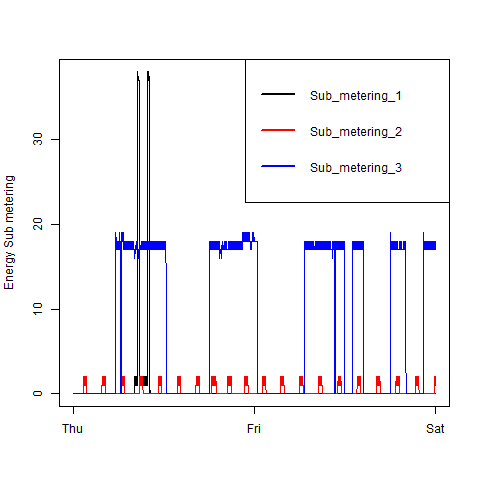 Sub_metering_1
Sub_metering_2
Sub_metering_3
Energy Sub metering
30
20
10
0
Thu
Fri
Sat